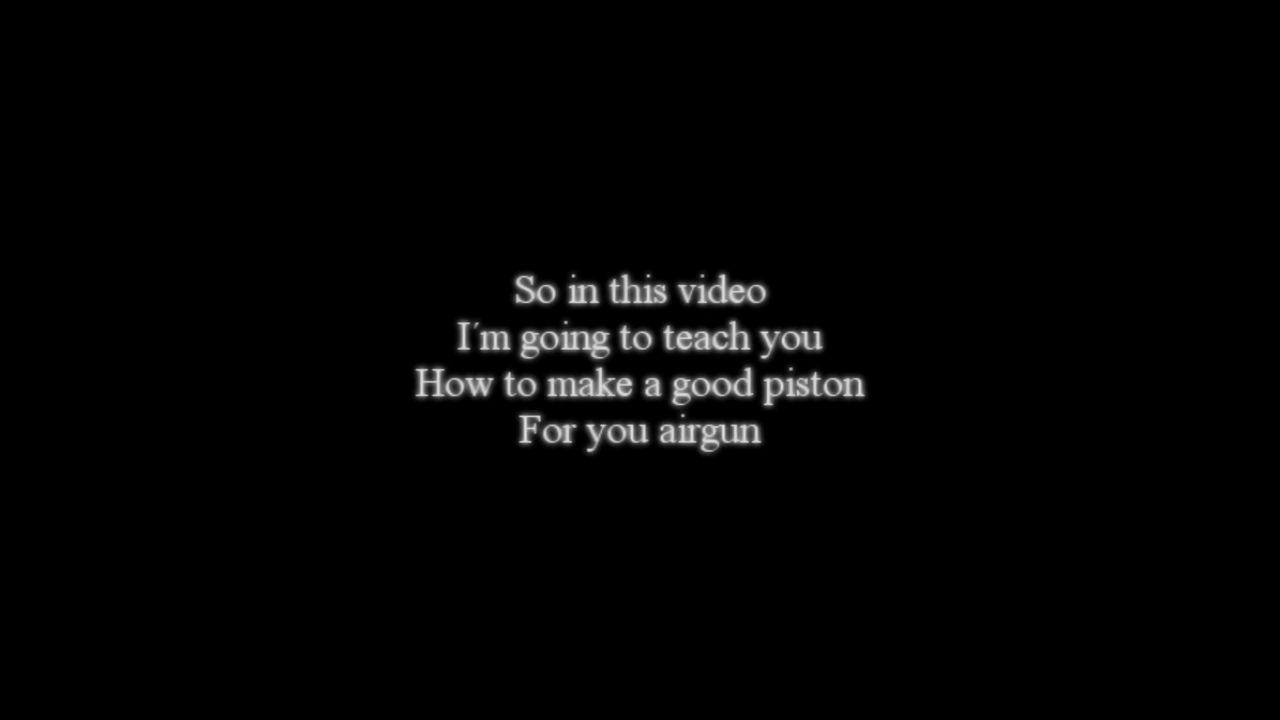 So in this video
I´m going to teach you
How to make a good piston
For you airgun